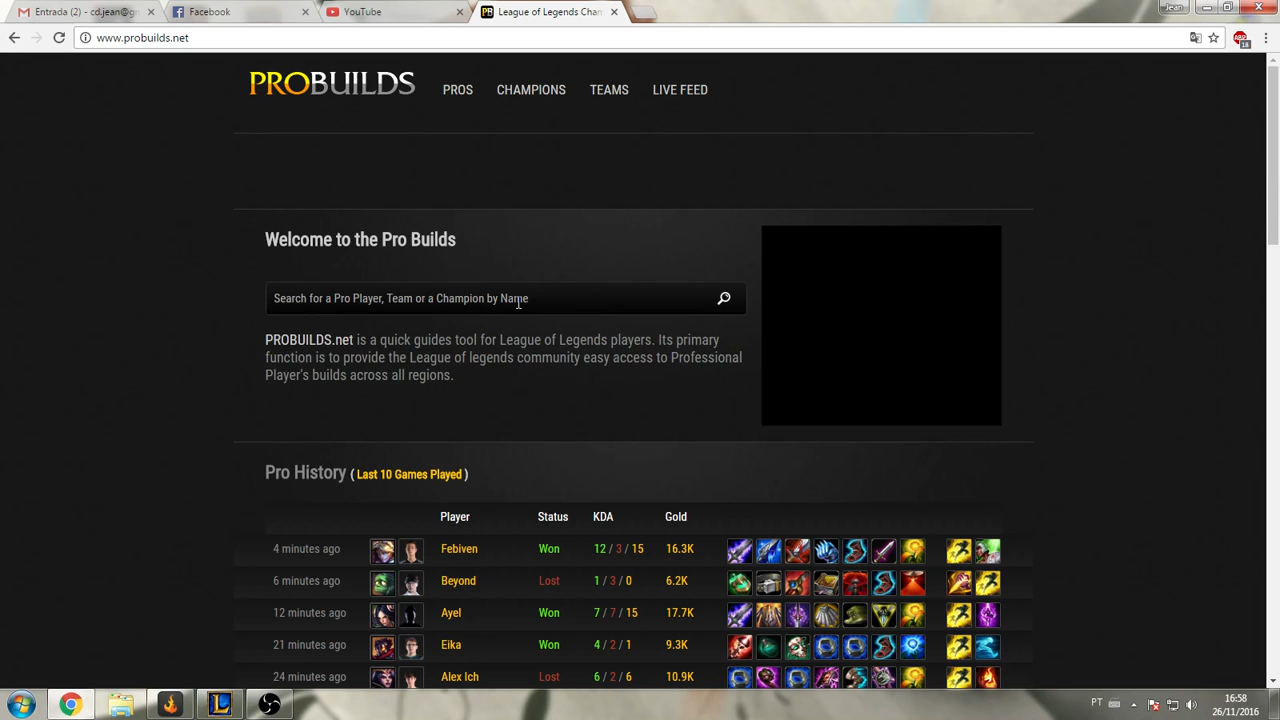 Entrada (2) - cd.jean@gm
Facebook
YouTube
League of Legends Cham
Jean
www.probuilds.net
18
PROBUILDS
PROS
CHAMPIONS
TEAMS
LIVE FEED
Welcome to the Pro Builds
Search for a Pro Player, Team or a Champion by Name
PROBUILDS.net is a quick guides tool for League of Legends players. Its primary
function is to provide the League of legends community easy access to Professional
Player's builds across all regions.
Pro History ( Last 10 Games Played )
Player Status KDA Gold
4 minutes ago Febiven Won 12 / 3 / 15 16.3K
6 minutes ago Beyond Lost 1 / 3 / 0 6.2K
12 minutes ago Ayel Won 7 / 7 / 15 17.7K
21 minutes ago Eika Won 4 / 2 / 1 9.3K
24 minutes ago Alex Ich Lost 6 / 2 / 6 10.9K
PT
16:58
26/11/2016